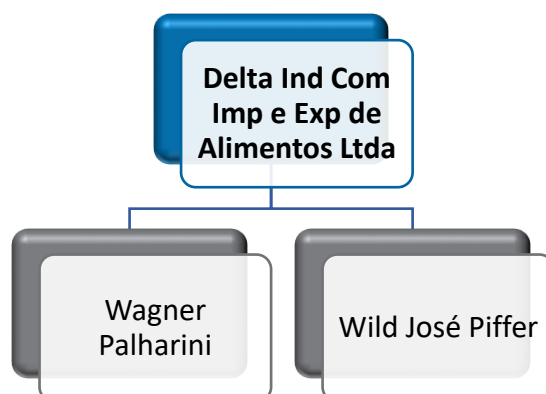 Delta Ind Com
Imp e Exp de
Alimentos Ltda
Wagner
Palharini
Wild José Piffer